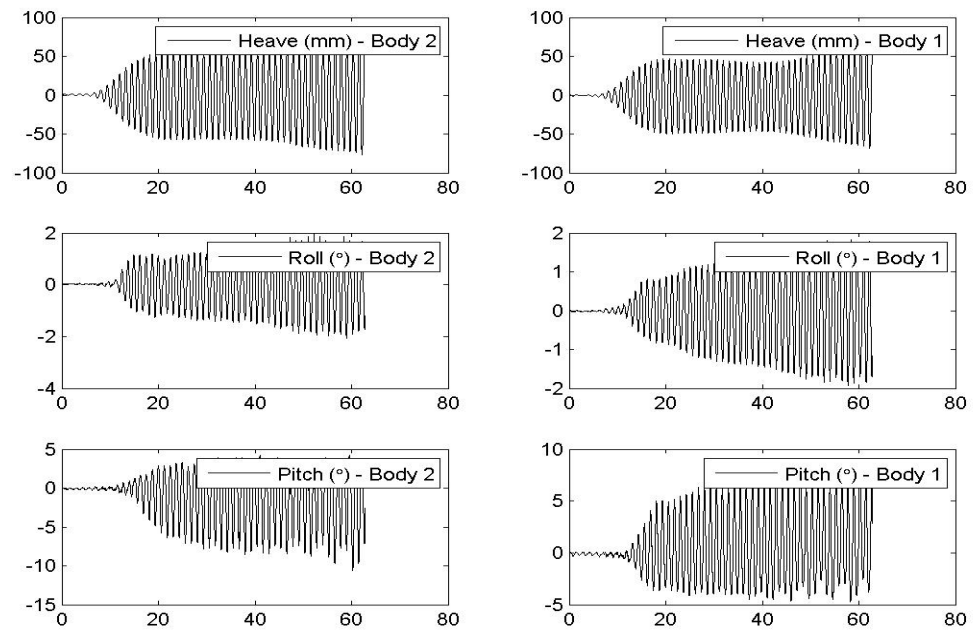 100
50
0
-50
-100
0 20 40 60 80
Heave (mm) - Body 2
100
50
0
-50
-100
0 20 40 60 80
Heave (mm) - Body 1
2
0
-2
-4
0 20 40 60 80
Roll (°) - Body 2
2
1
0
-1
-2
0 20 40 60 80
Roll (°) - Body 1
5
0
-5
-10
-15
0 20 40 60 80
Pitch (°) - Body 2
10
5
0
-5
0 20 40 60 80
Pitch (°) - Body 1